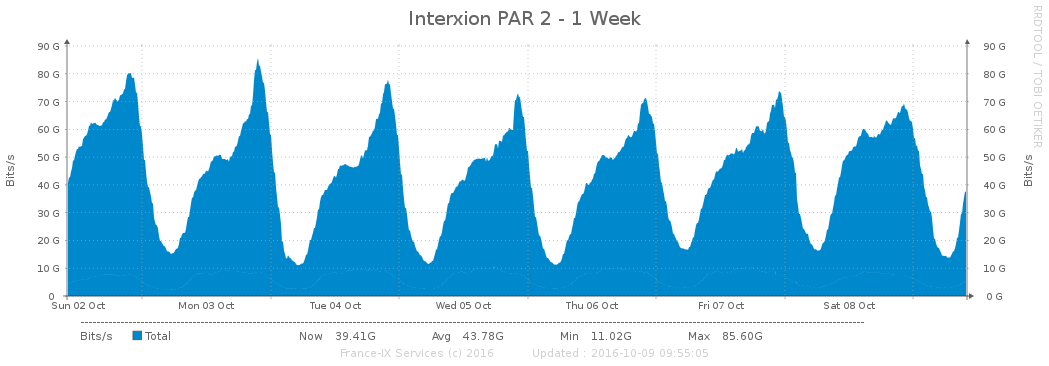 Interxion PAR 2 - 1 Week
RRDTOOL / TOBI OETIKER
90 G 90 G
80 G 80 G
70 G 70 G
60 G 60 G
50 G 50 G
40 G 40 G
30 G 30 G
20 G 20 G
10 G 10 G
0 0 G
Bits/s
Bits/s
Sun 02 Oct Mon 03 Oct Tue 04 Oct Wed 05 Oct Thu 06 Oct Fri 07 Oct Sat 08 Oct
Bits/s Total Now 39.41G Avg 43.78G Min 11.02G Max 85.60G
France-IX Services (c) 2016 Updated : 2016-10-09 09:55:05